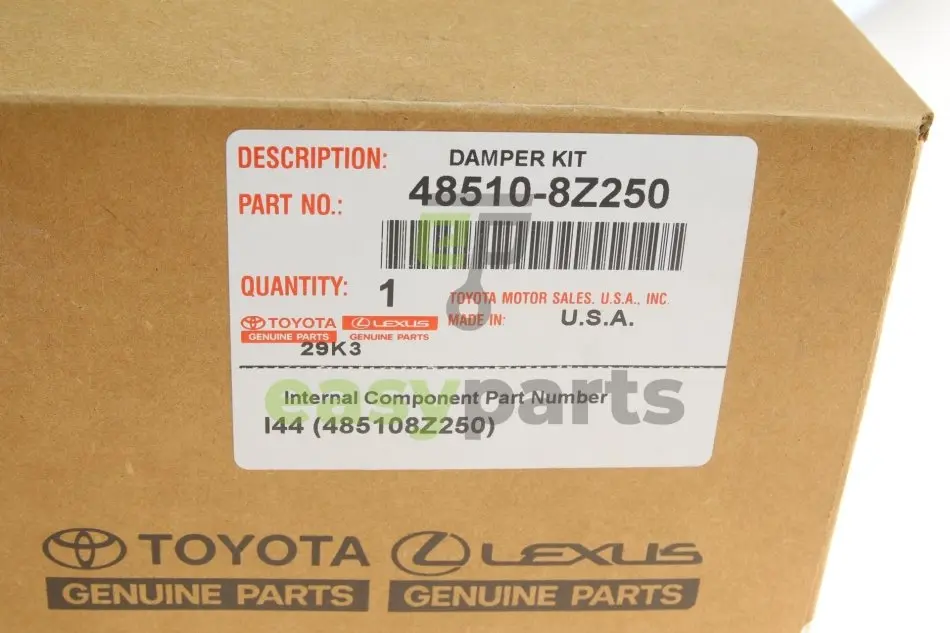 DESCRIPTION: DAMPER KIT
PART NO.: 48510-8Z250
QUANTITY: 1
TOYOTA MOTOR SALES. U.S.A., INC
MADE IN: U.S.A.
TOYOTA LEXUS
GENUINE PARTS GENUINE PARTS
29K3
easyparts
Internal Component Part Number
I44 (485108Z250)
TOYOTA LEXUS
GENUINE PARTS GENUINE PARTS